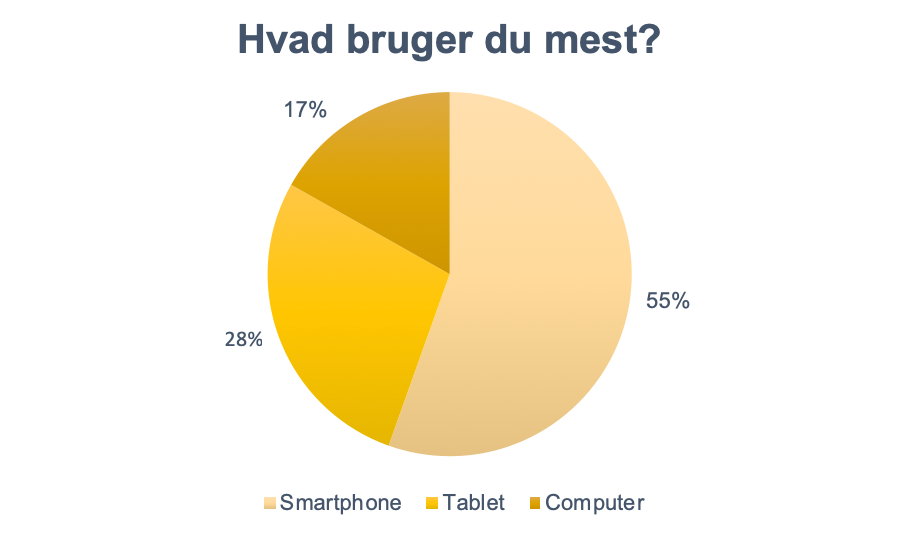 Hvad bruger du mest?
17%
55%
28%
Smartphone Tablet Computer